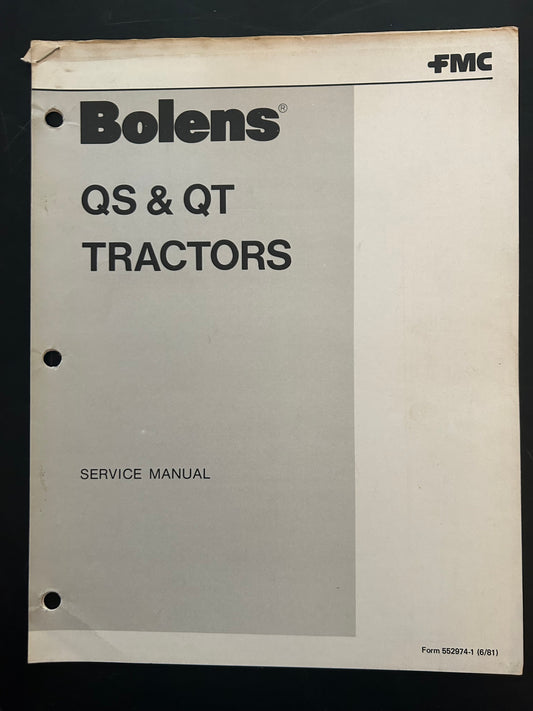 FMC
Bolens®
QS & QT
TRACTORS
SERVICE MANUAL
Form 552974-1 (6/81)